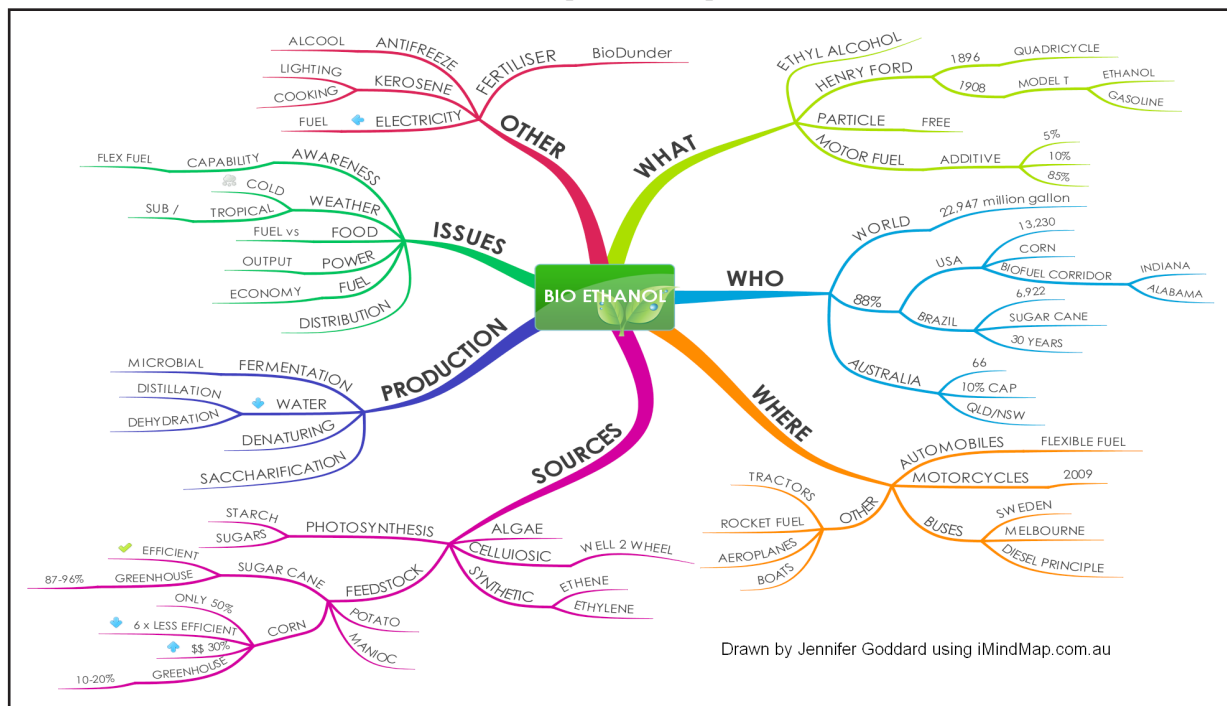 BIO ETHANOL
WHAT
ETHYL ALCOHOL
HENRY FORD
1896
QUADRICYCLE
1908
MODEL T
ETHANOL
GASOLINE
PARTICLE
FREE
MOTOR FUEL
ADDITIVE
5%
10%
85%
WHO
WORLD
22,947 million gallon
88%
USA
13,230
CORN
BIOFUEL CORRIDOR
INDIANA
ALABAMA
BRAZIL
6,922
SUGAR CANE
30 YEARS
AUSTRALIA
66
10% CAP
QLD/NSW
WHERE
AUTOMOBILES
FLEXIBLE FUEL
MOTORCYCLES
2009
BUSES
SWEDEN
MELBOURNE
DIESEL PRINCIPLE
OTHER
TRACTORS
ROCKET FUEL
AEROPLANES
BOATS
SOURCES
ALGAE
CELLUIOSIC
WELL 2 WHEEL
SYNTHETIC
ETHENE
ETHYLENE
PHOTOSYNTHESIS
STARCH
SUGARS
FEEDSTOCK
SUGAR CANE
EFFICIENT
GREENHOUSE
87-96%
CORN
ONLY 50%
6 x LESS EFFICIENT
$$ 30%
GREENHOUSE
10-20%
POTATO
MANIOC
PRODUCTION
FERMENTATION
MICROBIAL
WATER
DISTILLATION
DEHYDRATION
DENATURING
SACCHARIFICATION
ISSUES
AWARENESS
CAPABILITY
FLEX FUEL
WEATHER
COLD
TROPICAL
SUB /
FOOD
FUEL vs
POWER
OUTPUT
FUEL
ECONOMY
DISTRIBUTION
OTHER
FERTILISER
BioDunder
ANTIFREEZE
ALCOOL
KEROSENE
LIGHTING
COOKING
ELECTRICITY
FUEL
Drawn by Jennifer Goddard using iMindMap.com.au